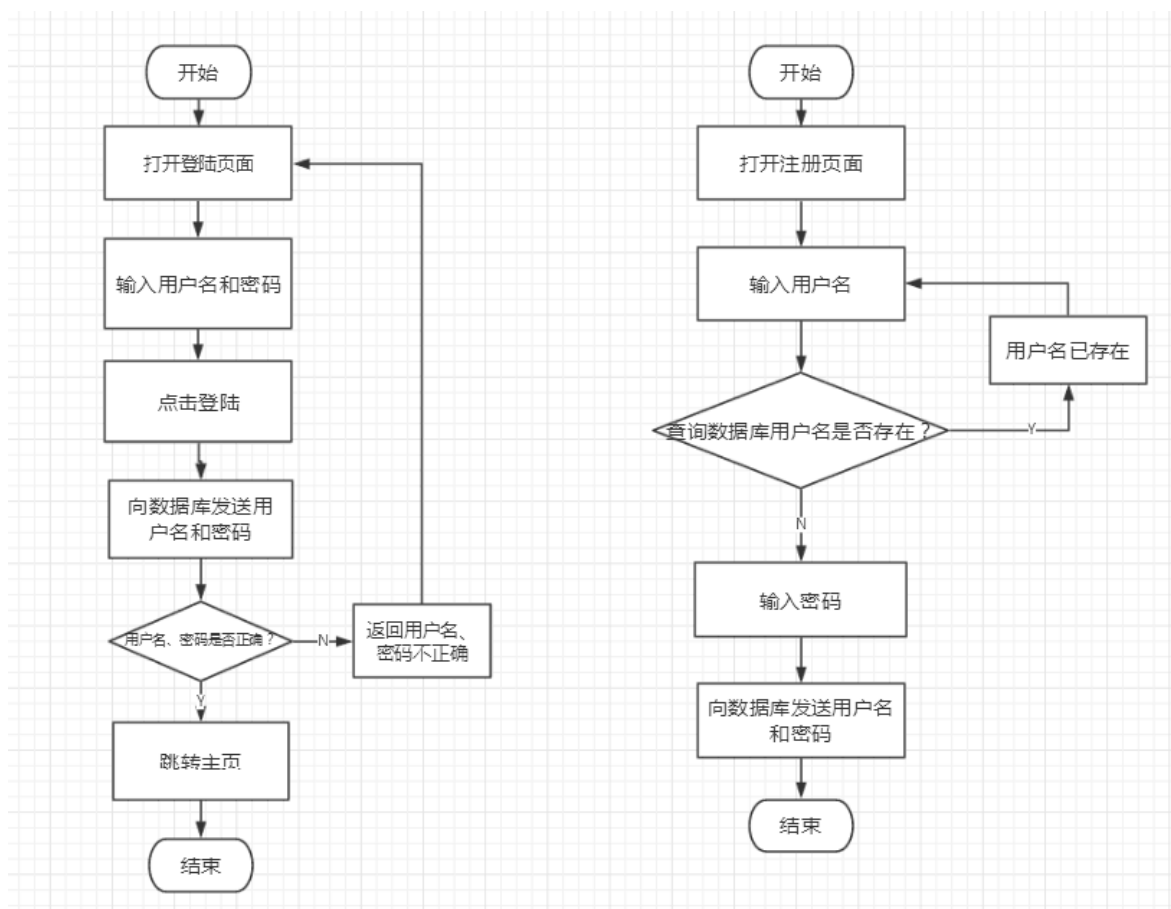 开始
打开登陆页面
输入用户名和密码
点击登陆
向数据库发送用
户名和密码
用户名、密码是否正确？
N
返回用户名、
密码不正确
Y
跳转主页
结束
开始
打开注册页面
输入用户名
用户名已存在
查询数据库用户名是否存在？
Y
N
输入密码
向数据库发送用户名
和密码
结束